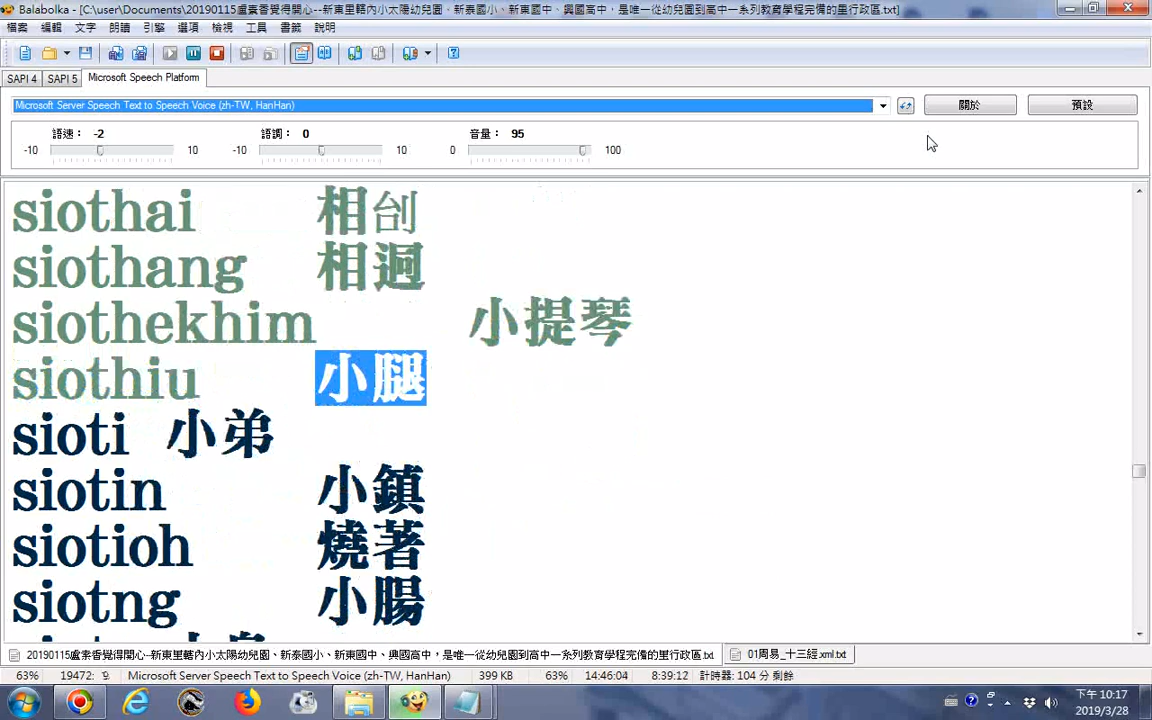 Balabolka - [C:\user\Documents\20190115盧素香覺得開心--新東里轄內小太陽幼兒園、新泰國小、新東國中、興國高中，是唯一從幼兒園到高中一系列教育學程完備的里行政區.txt]
檔案 編輯 文字 朗讀 引擎 選項 檢視 工具 書籤 說明
SAPI 4 SAPI 5 Microsoft Speech Platform
Microsoft Server Speech Text to Speech Voice (zh-TW, HanHan) 關於 預設
語速： -2 語調： 0 音量： 95
-10 10 -10 10 0 100
siothai 相刣
siothang 相迵
siothekhim 小提琴
siothiu 小腿
sioti 小弟
siotin 小鎮
siotioh 燒著
siotng 小腸
20190115盧素香覺得開心--新東里轄內小太陽幼兒園、新泰國小、新東國中、興國高中，是唯一從幼兒園到高中一系列教育學程完備的里行政區.txt 01周易_十三經.xml.txt
63% 19472: Microsoft Server Speech Text to Speech Voice (zh-TW, HanHan) 399 KB 63% 14:46:04 8:39:12 計時器: 104 分 剩餘
下午 10:17
2019/3/28